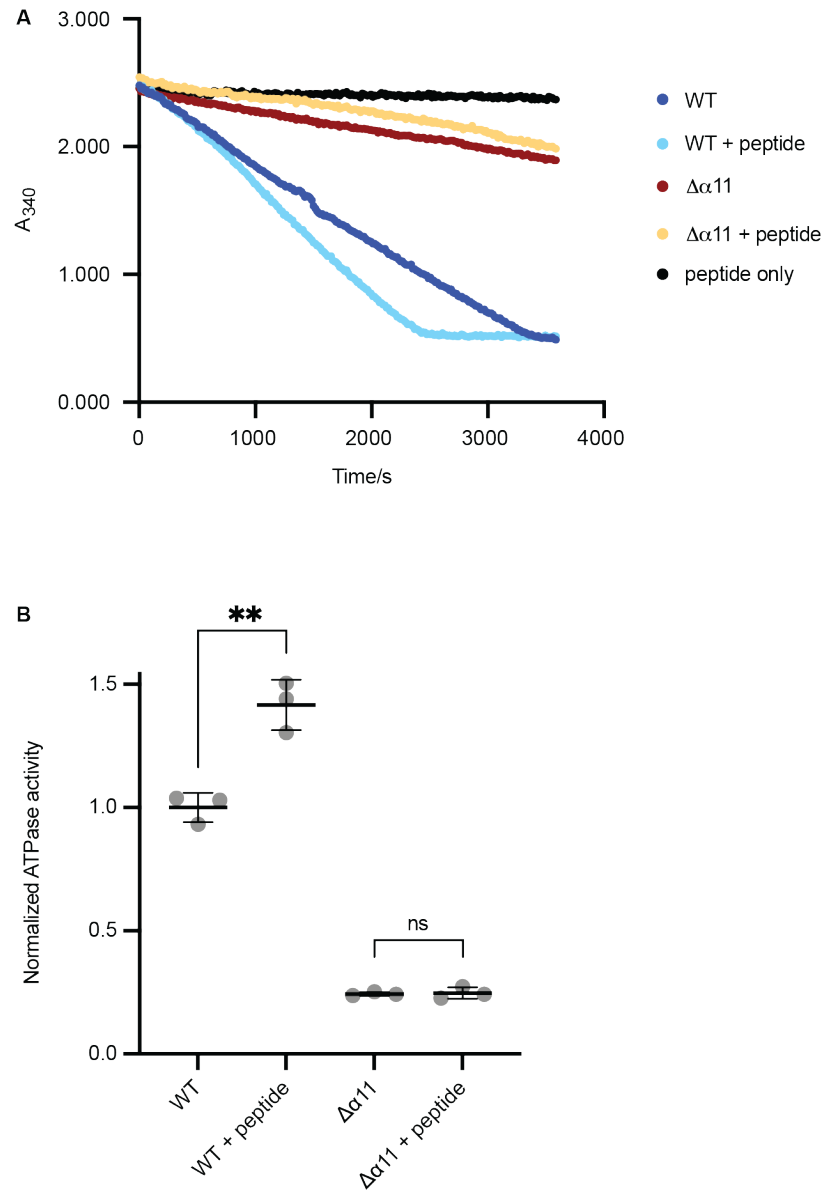 A
3.000
2.000
1.000
0.000
A340
0 1000 2000 3000 4000
Time/s
WT
WT + peptide
Δα11
Δα11 + peptide
peptide only
B
**
1.5
1.0
0.5
0.0
Normalized ATPase activity
ns
WT
WT + peptide
Δα11
Δα11 + peptide